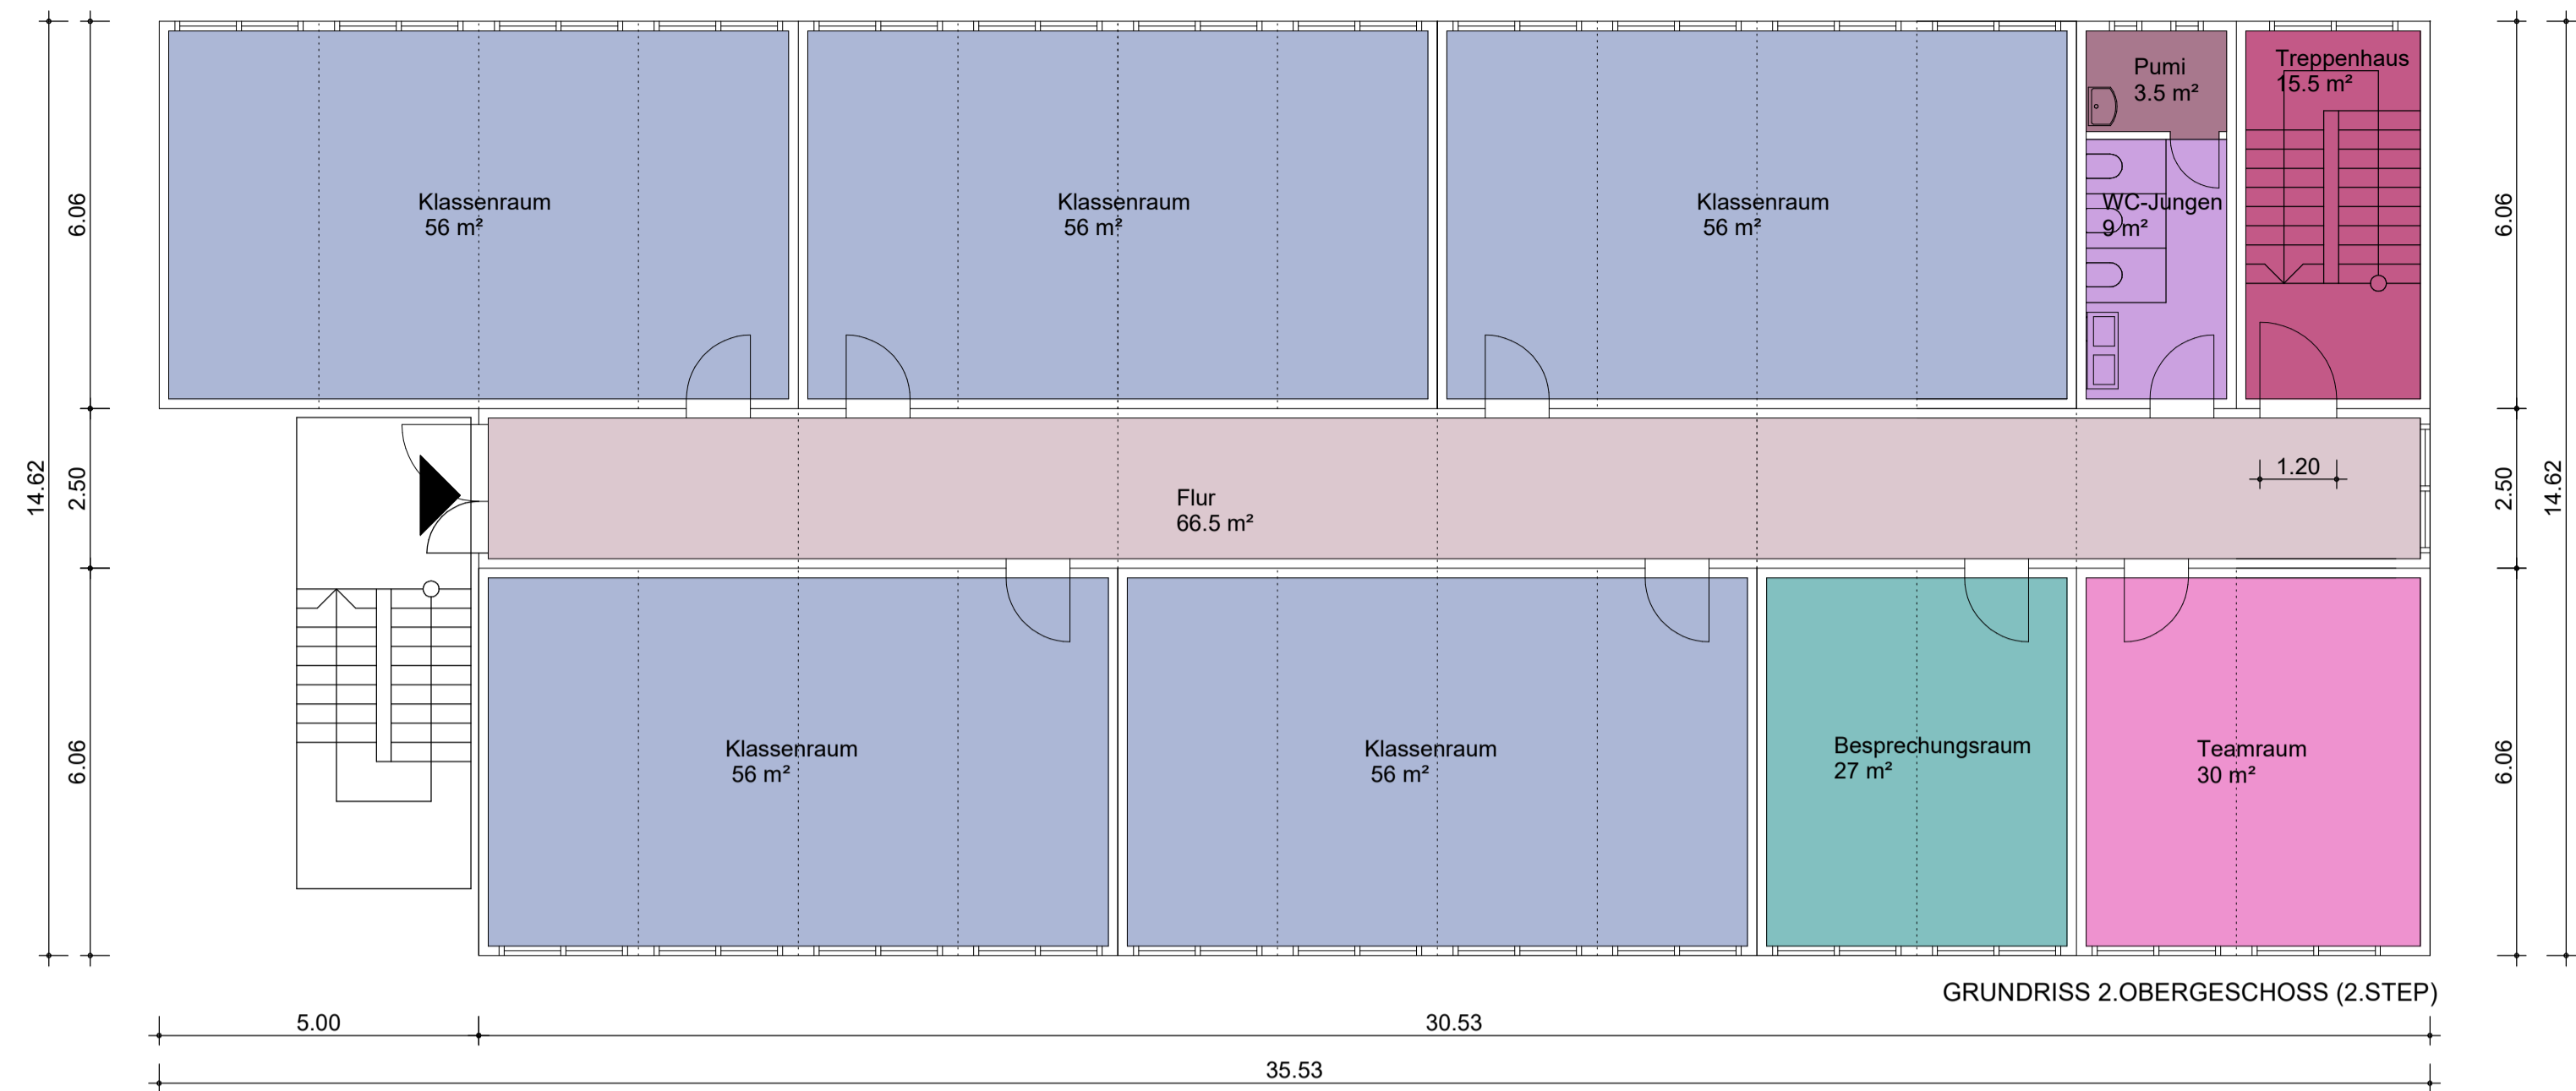 Pumi
3.5 m²
Treppenhaus
15.5 m²
Klassenraum
56 m²
Klassenraum
56 m²
Klassenraum
56 m²
WC-Jungen
9 m²
6.06
6.06
14.62
2.50
Flur
66.5 m²
1.20
2.50
14.62
Klassenraum
56 m²
Klassenraum
56 m²
Besprechungsraum
27 m²
Teamraum
30 m²
6.06
6.06
GRUNDRISS 2.OBERGESCHOSS (2.STEP)
5.00
30.53
35.53